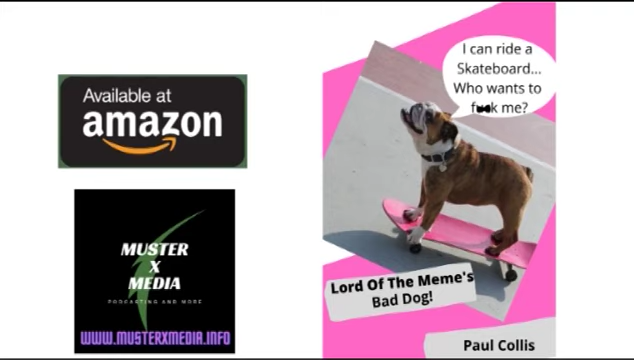 Available at
amazon
MUSTER
X
MEDIA
PODCASTING AND MORE
WWW.MUSTERXMEDIA.INFO
I can ride a
Skateboard...
Who wants to
f**k me?
Lord Of The Meme's
Bad Dog!
Paul Collis